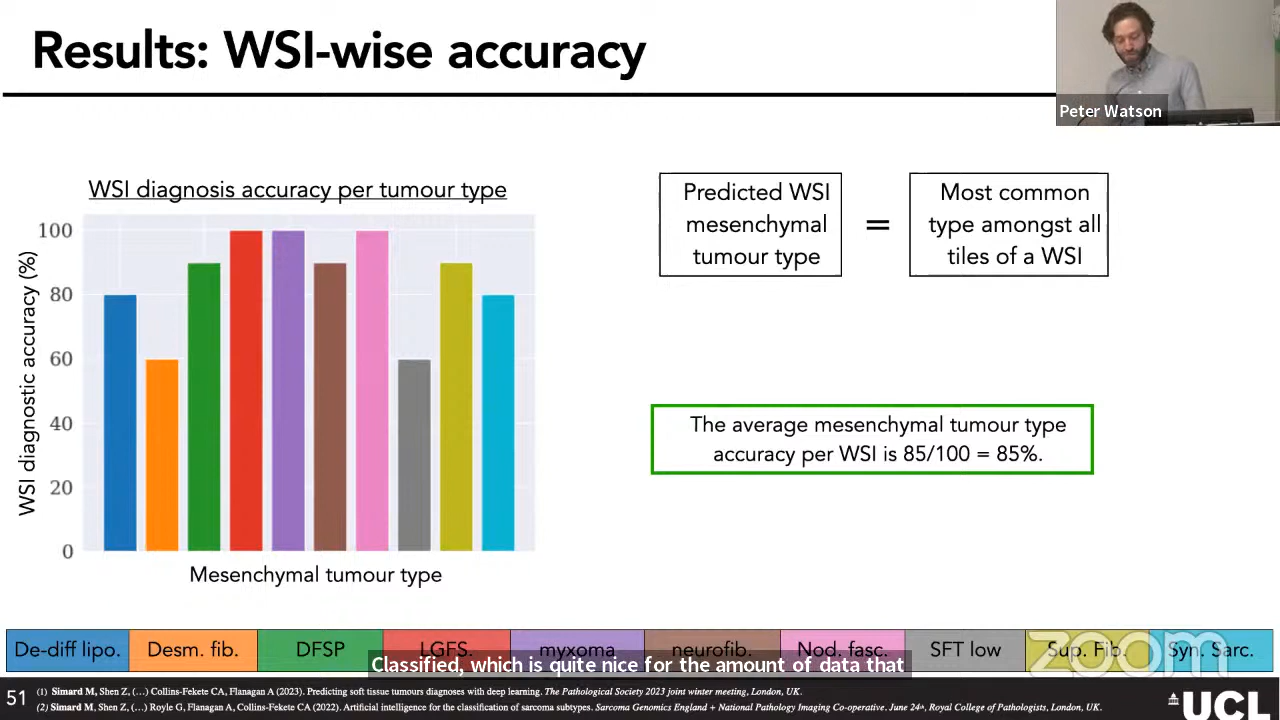 Results: WSI-wise accuracy
Peter Watson
WSI diagnosis accuracy per tumour type
100
80
60
40
20
0
WSI diagnostic accuracy (%)
Mesenchymal tumour type
Predicted WSI
mesenchymal
tumour type
=
Most common
type amongst all
tiles of a WSI
The average mesenchymal tumour type
accuracy per WSI is 85/100 = 85%.
De-diff lipo. Desm. fib. DFSP LGFS. myxoma neurofib. Nod. fasc. SFT low Sup. Fib. Syn. Sarc.
zoom
Classified, which is quite nice for the amount of data that
51
(1) Simard M, Shen Z, (...) Collins-Fekete CA, Flanagan A (2023). Predicting soft tissue tumours diagnoses with deep learning. The Pathological Society 2023 joint winter meeting, London, UK.
(2) Simard M, Shen Z, (...) Royle G, Flanagan A, Collins-Fekete CA (2022). Artificial intelligence for the classification of sarcoma subtypes. Sarcoma Genomics England + National Pathology Imaging Co-operative. June 24th, Royal College of Pathologists, London, UK.
UCL